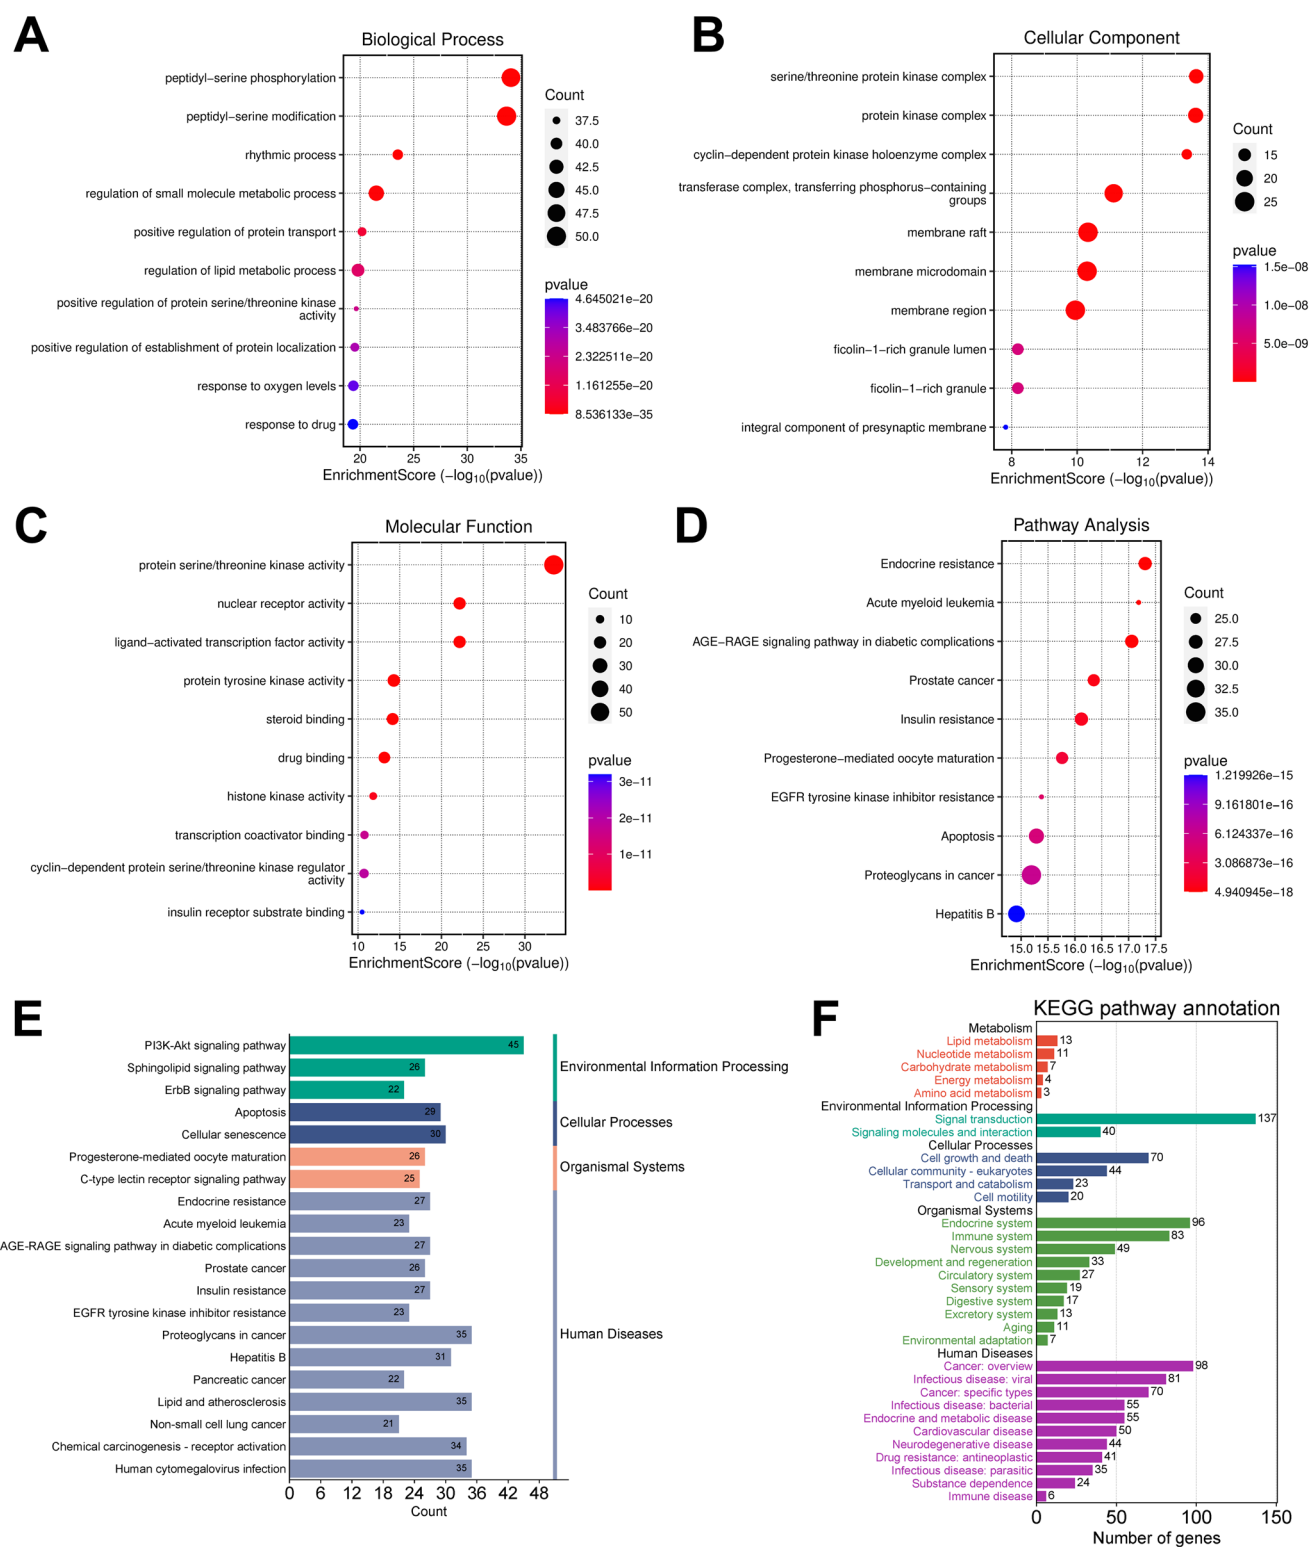 A
Biological Process
peptidyl−serine phosphorylation
peptidyl−serine modification
rhythmic process
regulation of small molecule metabolic process
positive regulation of protein transport
regulation of lipid metabolic process
positive regulation of protein serine/threonine kinase
activity
positive regulation of establishment of protein localization
response to oxygen levels
response to drug
20 25 30 35
EnrichmentScore (−log10(pvalue))
Count
37.5
40.0
42.5
45.0
47.5
50.0
pvalue
4.645021e−20
3.483766e−20
2.322511e−20
1.161255e−20
8.536133e−35
B
Cellular Component
serine/threonine protein kinase complex
protein kinase complex
cyclin−dependent protein kinase holoenzyme complex
transferase complex, transferring phosphorus−containing
groups
membrane raft
membrane microdomain
membrane region
ficolin−1−rich granule lumen
ficolin−1−rich granule
integral component of presynaptic membrane
8 10 12 14
EnrichmentScore (−log10(pvalue))
Count
15
20
25
pvalue
1.5e−08
1.0e−08
5.0e−09
C
Molecular Function
protein serine/threonine kinase activity
nuclear receptor activity
ligand−activated transcription factor activity
protein tyrosine kinase activity
steroid binding
drug binding
histone kinase activity
transcription coactivator binding
cyclin−dependent protein serine/threonine kinase regulator
activity
insulin receptor substrate binding
10 15 20 25 30
EnrichmentScore (−log10(pvalue))
Count
10
20
30
40
50
pvalue
3e−11
2e−11
1e−11
D
Pathway Analysis
Endocrine resistance
Acute myeloid leukemia
AGE−RAGE signaling pathway in diabetic complications
Prostate cancer
Insulin resistance
Progesterone−mediated oocyte maturation
EGFR tyrosine kinase inhibitor resistance
Apoptosis
Proteoglycans in cancer
Hepatitis B
15.0 15.5 16.0 16.5 17.0 17.5
EnrichmentScore (−log10(pvalue))
Count
25.0
27.5
30.0
32.5
35.0
pvalue
1.219926e−15
9.161801e−16
6.124337e−16
3.086873e−16
4.940945e−18
E
PI3K-Akt signaling pathway 45
Sphingolipid signaling pathway 26
ErbB signaling pathway 22
Apoptosis 29
Cellular senescence 30
Progesterone-mediated oocyte maturation 26
C-type lectin receptor signaling pathway 25
Endocrine resistance 27
Acute myeloid leukemia 23
AGE-RAGE signaling pathway in diabetic complications 27
Prostate cancer 26
Insulin resistance 27
EGFR tyrosine kinase inhibitor resistance 23
Proteoglycans in cancer 35
Hepatitis B 31
Pancreatic cancer 22
Lipid and atherosclerosis 35
Non-small cell lung cancer 21
Chemical carcinogenesis - receptor activation 34
Human cytomegalovirus infection 35
0 6 12 18 24 30 36 42 48
Count
Environmental Information Processing
Cellular Processes
Organismal Systems
Human Diseases
F
KEGG pathway annotation
Metabolism
Lipid metabolism 13
Nucleotide metabolism 11
Carbohydrate metabolism 7
Energy metabolism 4
Amino acid metabolism 3
Environmental Information Processing
Signal transduction 137
Signaling molecules and interaction 40
Cellular Processes
Cell growth and death 70
Cellular community - eukaryotes 44
Transport and catabolism 23
Cell motility 20
Organismal Systems
Endocrine system 96
Immune system 83
Nervous system 49
Development and regeneration 33
Circulatory system 27
Sensory system 19
Digestive system 17
Excretory system 13
Aging 11
Environmental adaptation 7
Human Diseases
Cancer: overview 98
Infectious disease: viral 81
Cancer: specific types 70
Infectious disease: bacterial 55
Endocrine and metabolic disease 55
Cardiovascular disease 50
Neurodegenerative disease 44
Drug resistance: antineoplastic 41
Infectious disease: parasitic 35
Substance dependence 24
Immune disease 6
0 50 100 150
Number of genes